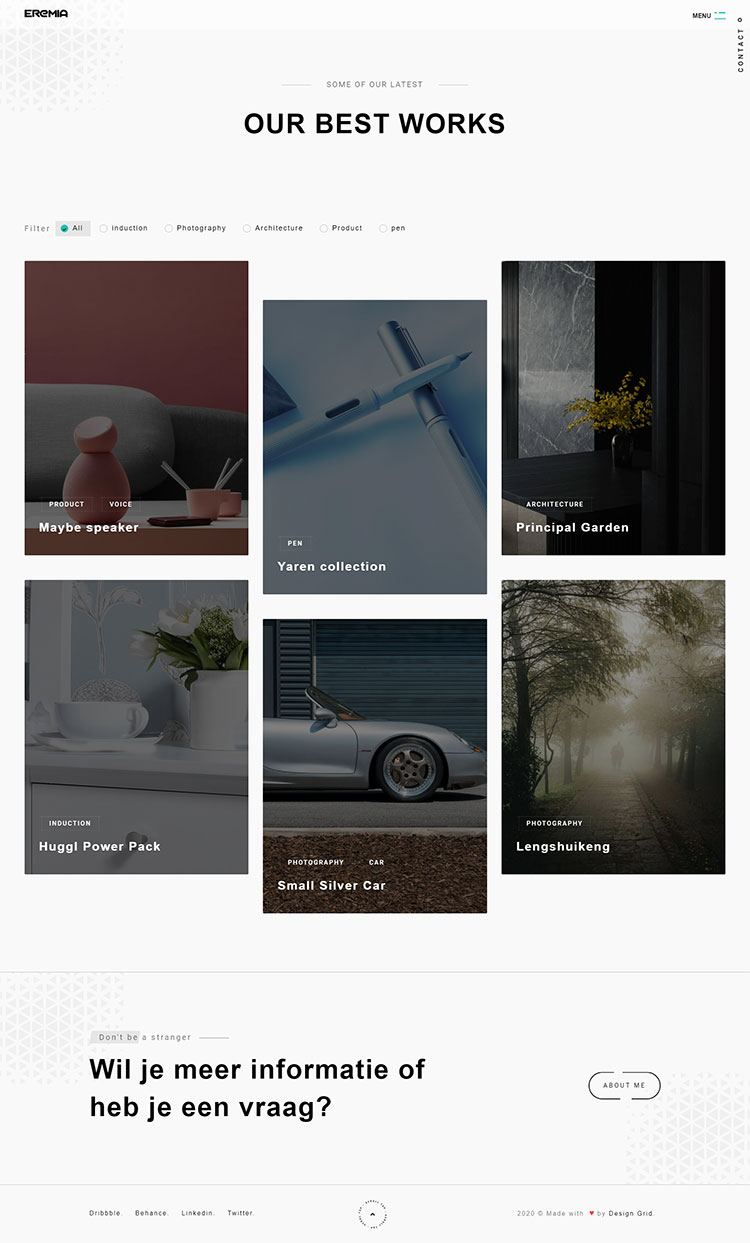 EREMIA
MENU
CONTACT
SOME OF OUR LATEST
OUR BEST WORKS
Filter All Induction Photography Architecture Product pen
PRODUCT VOICE
Maybe speaker
PEN
Yaren collection
ARCHITECTURE
Principal Garden
INDUCTION
Huggl Power Pack
PHOTOGRAPHY CAR
Small Silver Car
PHOTOGRAPHY
Lengshuikeng
Don't be a stranger
Wil je meer informatie of
heb je een vraag?
ABOUT ME
Dribbble. Behance. Linkedin. Twitter.
2020 © Made with ♥ by Design Grid.